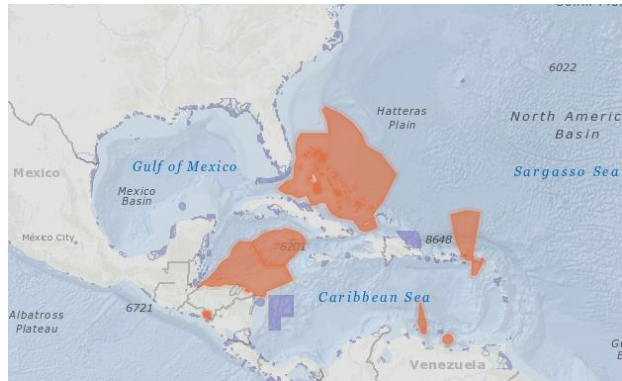 6022
Hatteras
Plain
North Americ
Basin
Gulf of Mexico
Sargasso Sea
Mexico
Mexico
Basin
México City
8201
8648
Caribbean Sea
6721
Albatross
Plateau
Venezuela